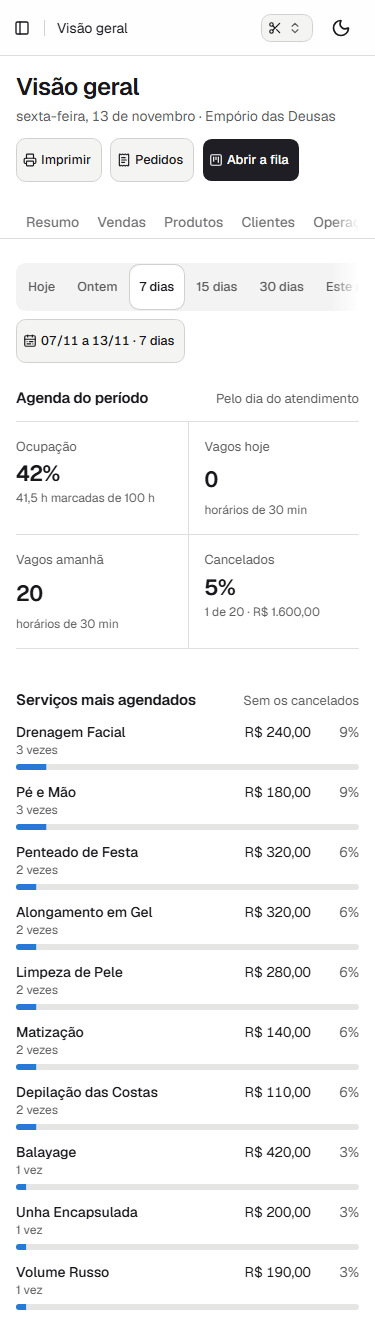 Visão geral
Visão geral
sexta-feira, 13 de novembro · Empório das Deusas
Imprimir
Pedidos
Abrir a fila
Resumo
Vendas
Produtos
Clientes
Hoje
Ontem
7 dias
15 dias
30 dias
Este
07/11 a 13/11 · 7 dias
Agenda do período
Pelo dia do atendimento
Ocupação
42%
41,5 h marcadas de 100 h
Vagos hoje
0
horários de 30 min
Vagos amanhã
20
horários de 30 min
Cancelados
5%
1 de 20 · R$ 1.600,00
Serviços mais agendados
Sem os cancelados
Drenagem Facial R$ 240,00 9%
3 vezes
Pé e Mão R$ 180,00 9%
3 vezes
Penteado de Festa R$ 320,00 6%
2 vezes
Alongamento em Gel R$ 320,00 6%
2 vezes
Limpeza de Pele R$ 280,00 6%
2 vezes
Matização R$ 140,00 6%
2 vezes
Depilação das Costas R$ 110,00 6%
2 vezes
Balayage R$ 420,00 3%
1 vez
Unha Encapsulada R$ 200,00 3%
1 vez
Volume Russo R$ 190,00 3%
1 vez